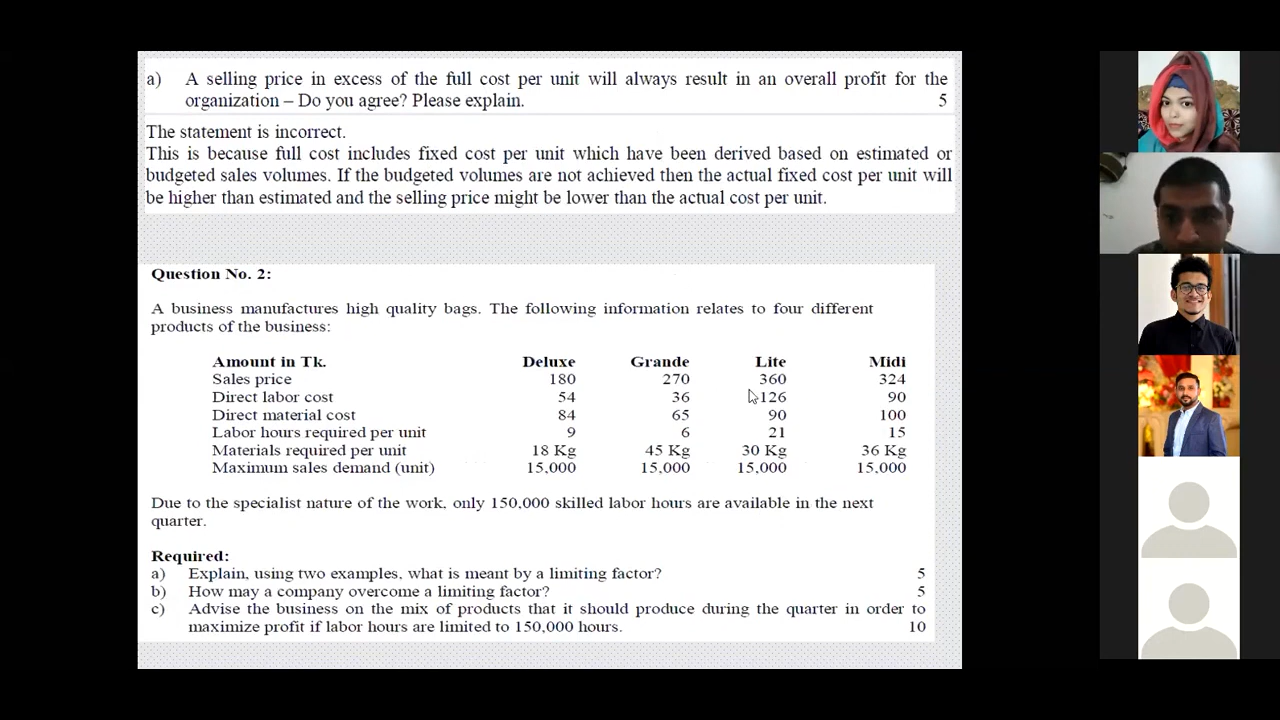 a) A selling price in excess of the full cost per unit will always result in an overall profit for the
organization – Do you agree? Please explain. 5
The statement is incorrect.
This is because full cost includes fixed cost per unit which have been derived based on estimated or
budgeted sales volumes. If the budgeted volumes are not achieved then the actual fixed cost per unit will
be higher than estimated and the selling price might be lower than the actual cost per unit.
Question No. 2:
A business manufactures high quality bags. The following information relates to four different
products of the business:
Amount in Tk. Deluxe Grande Lite Midi
Sales price 180 270 360 324
Direct labor cost 54 36 126 90
Direct material cost 84 65 90 100
Labor hours required per unit 9 6 21 15
Materials required per unit 18 Kg 45 Kg 30 Kg 36 Kg
Maximum sales demand (unit) 15,000 15,000 15,000 15,000
Due to the specialist nature of the work, only 150,000 skilled labor hours are available in the next
quarter.
Required:
a) Explain, using two examples, what is meant by a limiting factor? 5
b) How may a company overcome a limiting factor? 5
c) Advise the business on the mix of products that it should produce during the quarter in order to
maximize profit if labor hours are limited to 150,000 hours. 10